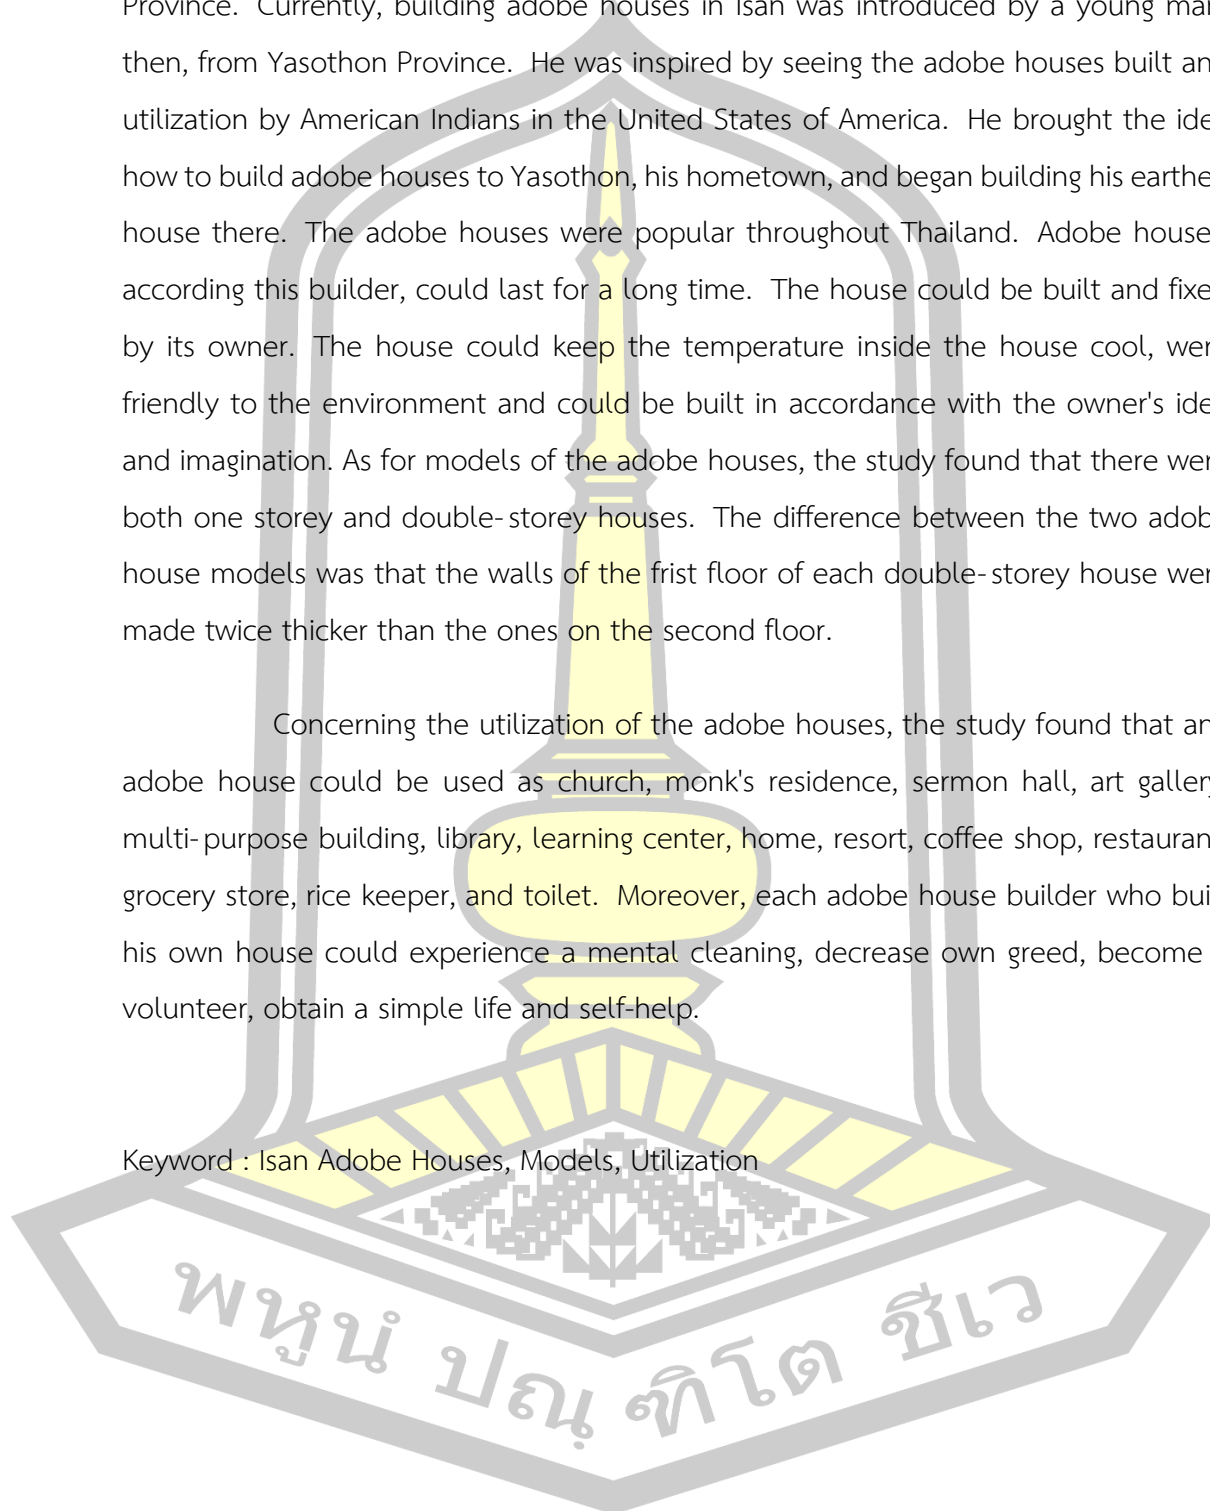 Province. Currently, building adobe houses in Isan was introduced by a young man
then, from Yasothon Province. He was inspired by seeing the adobe houses built an
utilization by American Indians in the United States of America. He brought the ide
how to build adobe houses to Yasothon, his hometown, and began building his earthe
house there. The adobe houses were popular throughout Thailand. Adobe house
according this builder, could last for a long time. The house could be built and fixe
by its owner. The house could keep the temperature inside the house cool, wer
friendly to the environment and could be built in accordance with the owner's ide
and imagination. As for models of the adobe houses, the study found that there wer
both one storey and double-storey houses. The difference between the two adob
house models was that the walls of the frist floor of each double-storey house wer
made twice thicker than the ones on the second floor.
Concerning the utilization of the adobe houses, the study found that an
adobe house could be used as church, monk's residence, sermon hall, art gallery
multi-purpose building, library, learning center, home, resort, coffee shop, restauran
grocery store, rice keeper, and toilet. Moreover, each adobe house builder who bui
his own house could experience a mental cleaning, decrease own greed, become
volunteer, obtain a simple life and self-help.
Keyword : Isan Adobe Houses, Models, Utilization
พหูนํ ปณฺฑิโต ชีเว